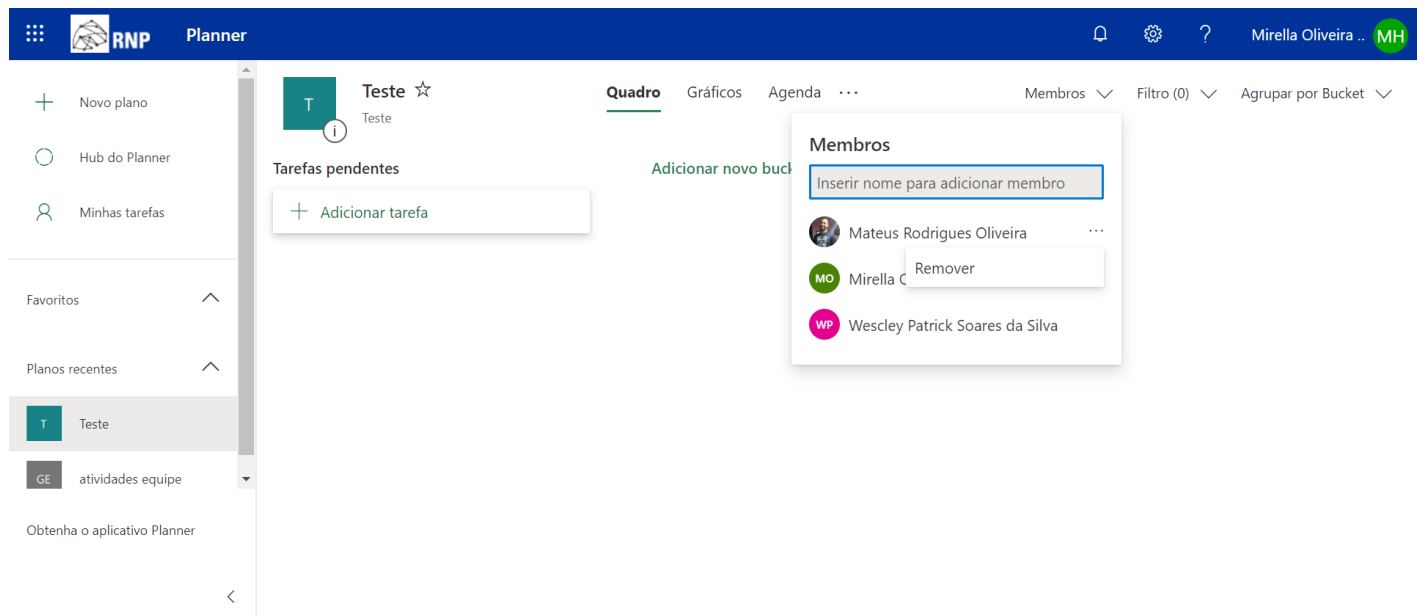 RNP Planner Mirella Oliveira .. MH
Novo plano
Hub do Planner
Minhas tarefas
Favoritos
Planos recentes
T Teste
GE atividades equipe
Obtenha o aplicativo Planner
T Teste
Teste
Quadro Gráficos Agenda ... Membros Filtro (0) Agrupar por Bucket
Tarefas pendentes
Adicionar novo buck
Adicionar tarefa
Membros
Inserir nome para adicionar membro
Mateus Rodrigues Oliveira ...
Remover
MO Mirella
WP Wescley Patrick Soares da Silva